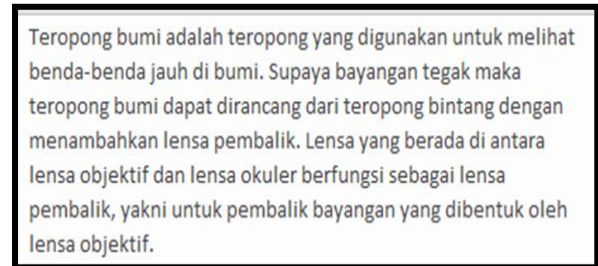 Teropong bumi adalah teropong yang digunakan untuk melihat
benda-benda jauh di bumi. Supaya bayangan tegak maka
teropong bumi dapat dirancang dari teropong bintang dengan
menambahkan lensa pembalik. Lensa yang berada di antara
lensa objektif dan lensa okuler berfungsi sebagai lensa
pembalik, yakni untuk pembalik bayangan yang dibentuk oleh
lensa objektif.